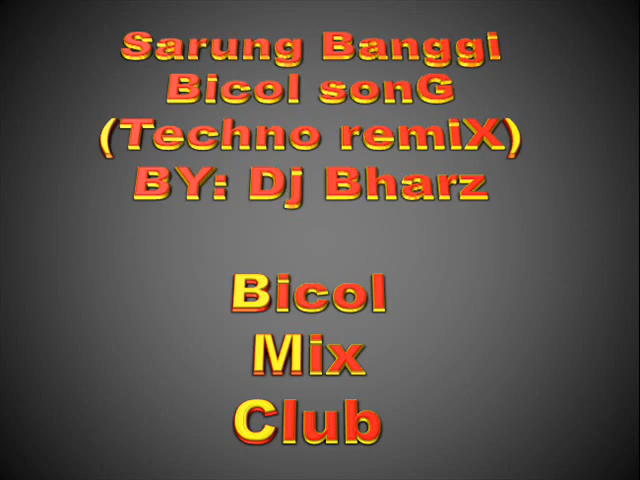 Sarung Banggi
Bicol sonG
(Techno remiX)
BY: Dj Bharz
Bicol
Mix
Club